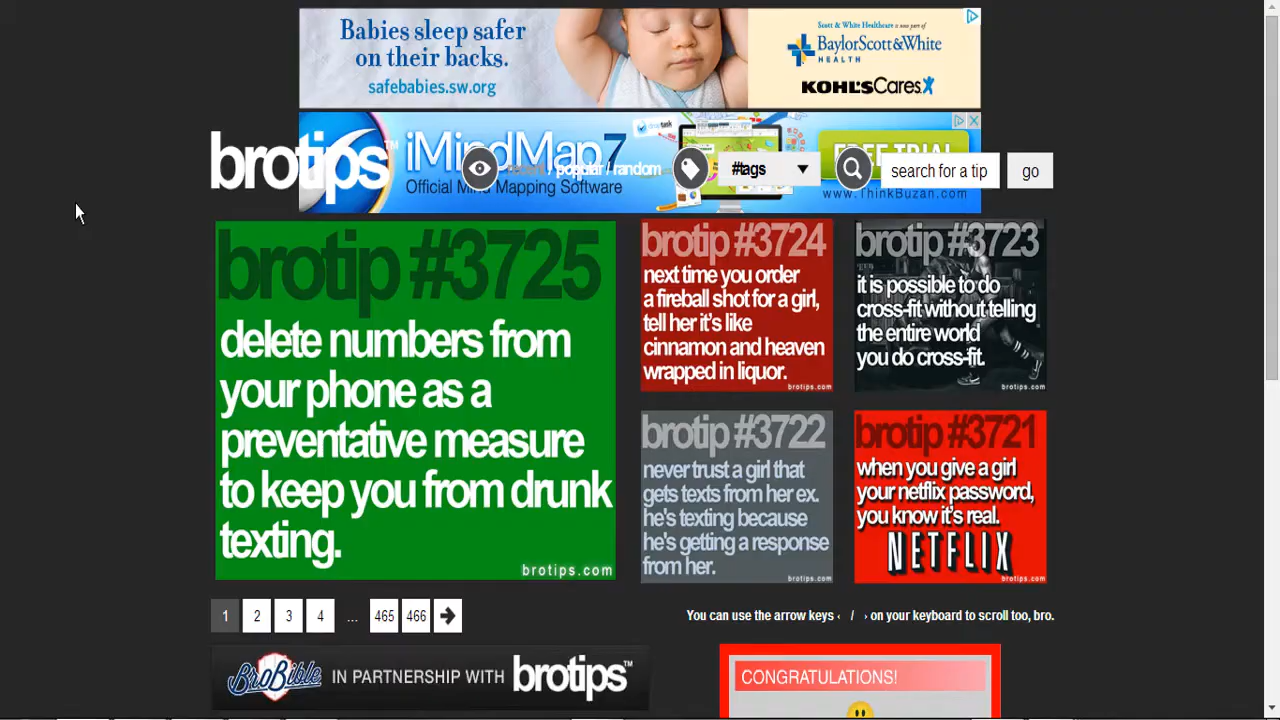 Babies sleep safer
on their backs.
safebabies.sw.org
Scott & White Healthcare is now part of
BaylorScott&White
HEALTH
KOHL'S Cares
brotips™
iMindMap7
Official Mind Mapping Software
FREE TRIAL
www.ThinkBuzan.com
recent / popular / random
#tags
search for a tip
go
brotip #3725
delete numbers from
your phone as a
preventative measure
to keep you from drunk
texting.
brotips.com
brotip #3724
next time you order
a fireball shot for a girl,
tell her it's like
cinnamon and heaven
wrapped in liquor.
brotips.com
brotip #3723
it is possible to do
cross-fit without telling
the entire world
you do cross-fit.
brotips.com
brotip #3722
never trust a girl that
gets texts from her ex.
he's texting because
he's getting a response
from her.
brotips.com
brotip #3721
when you give a girl
your netflix password,
you know it's real.
NETFLIX
brotips.com
1 2 3 4 ... 465 466
You can use the arrow keys ‹ / › on your keyboard to scroll too, bro.
BroBible IN PARTNERSHIP WITH brotips™
CONGRATULATIONS!